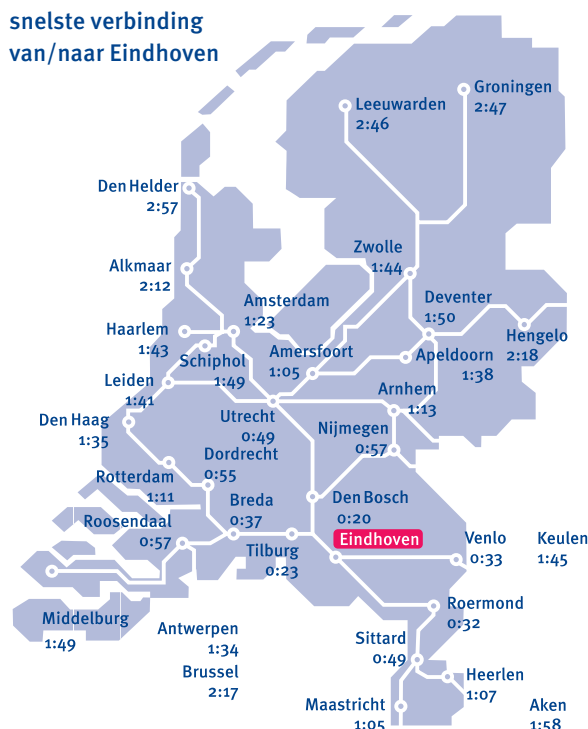 snelste verbinding
van/naar Eindhoven
Groningen
2:47
Leeuwarden
2:46
Den Helder
2:57
Zwolle
1:44
Alkmaar
2:12
Amsterdam
1:23
Deventer
1:50
Haarlem
1:43
Hengelo
2:18
Schiphol
1:49
Amersfoort
1:05
Apeldoorn
1:38
Leiden
1:41
Arnhem
1:13
Utrecht
0:49
Den Haag
1:35
Nijmegen
0:57
Dordrecht
0:55
Rotterdam
1:11
Breda
0:37
Den Bosch
0:20
Roosendaal
0:57
Eindhoven
Venlo
0:33
Keulen
1:45
Tilburg
0:23
Roermond
0:32
Middelburg
1:49
Antwerpen
1:34
Sittard
0:49
Brussel
2:17
Heerlen
1:07
Maastricht
1:05
Aken
1:58